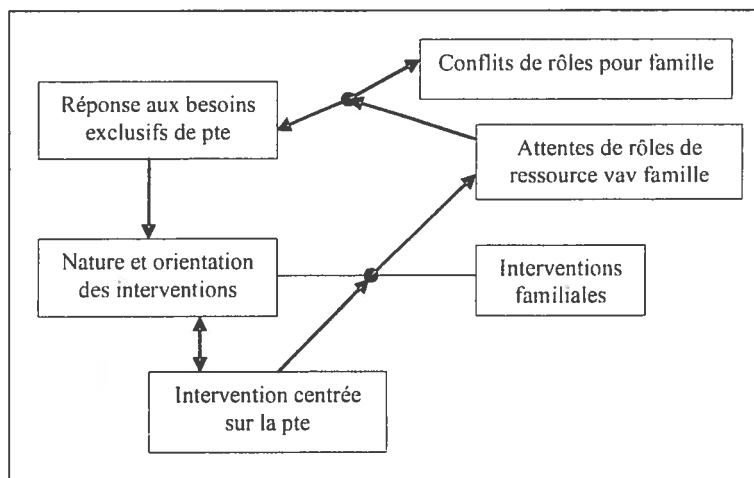 Conflits de rôles pour famille
Réponse aux besoins
exclusifs de pte
Attentes de rôles de
ressource vav famille
Nature et orientation
des interventions
Interventions
familiales
Intervention centrée
sur la pte